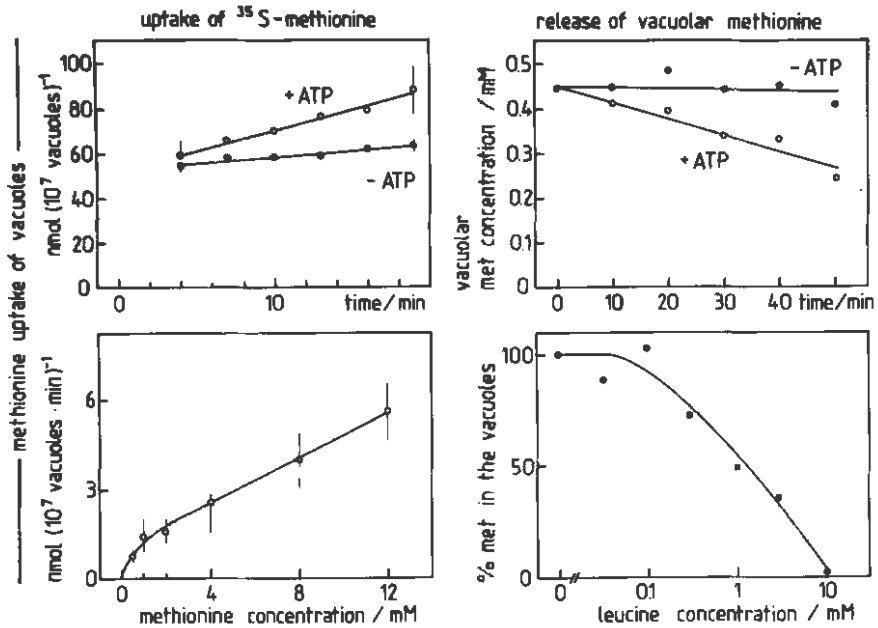 uptake of ³⁵S-methionine
methionine uptake of vacuoles
nmol (10⁷ vacuoles)⁻¹
100
80
60
40
20
0
+ ATP
- ATP
0
10
time/min
release of vacuolar methionine
vacuolar
met concentration / mM
0.5
0.4
0.3
0.2
0.1
0
- ATP
+ ATP
0
10
20
30
40
time/min
nmol (10⁷ vacuoles · min)⁻¹
6
3
0
0
4
8
12
methionine concentration / mM
% met in the vacuoles
100
50
0
0
0.1
1
10
leucine concentration / mM